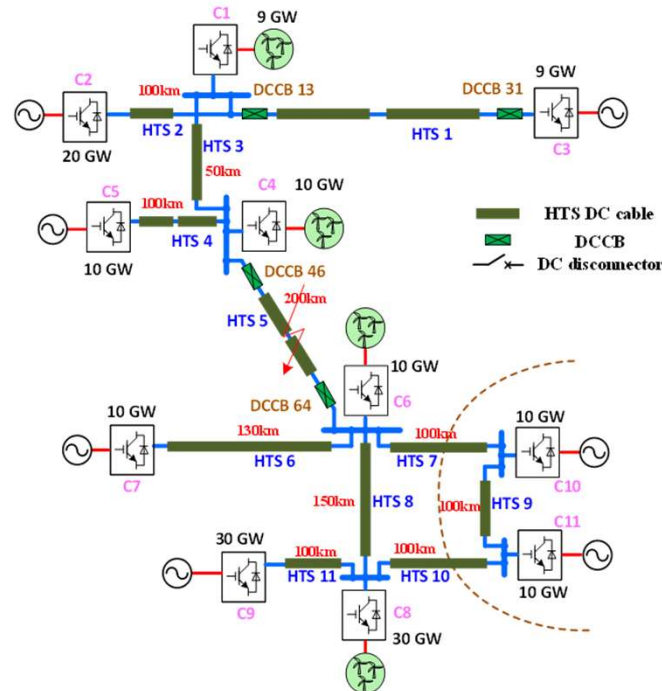 C1
9 GW
C2
100km
DCCB 13
DCCB 31
9 GW
HTS 2
HTS 3
HTS 1
C3
20 GW
50km
C4
10 GW
C5
100km
HTS 4
10 GW
HTS DC cable
DCCB
DC disconnector
DCCB 46
200km
HTS 5
10 GW
DCCB 64
C6
10 GW
130km
100km
10 GW
HTS 6
HTS 7
C7
C10
150km
HTS 8
100km
HTS 9
C11
30 GW
100km
100km
HTS 11
HTS 10
10 GW
C9
C8
30 GW